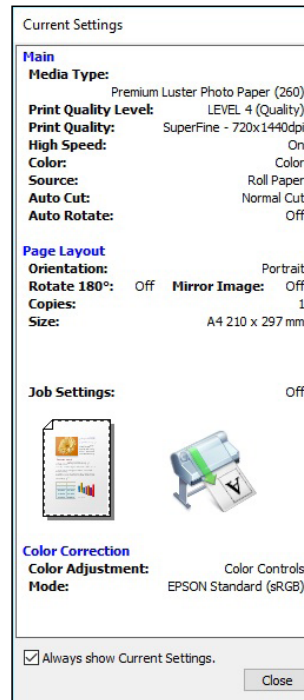 Current Settings
Main
Media Type:
Premium Luster Photo Paper (260)
Print Quality Level: LEVEL 4 (Quality)
Print Quality: SuperFine - 720x1440dpi
High Speed: On
Color: Color
Source: Roll Paper
Auto Cut: Normal Cut
Auto Rotate: Off
Page Layout
Orientation: Portrait
Rotate 180°: Off Mirror Image: Off
Copies: 1
Size: A4 210 x 297 mm
Job Settings: Off
A
Color Correction
Color Adjustment: Color Controls
Mode: EPSON Standard (sRGB)
Always show Current Settings.
Close